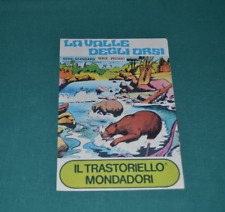 LA VALLE
DEGLI ORSI
IL TRASTORIELLO
MONDADORI